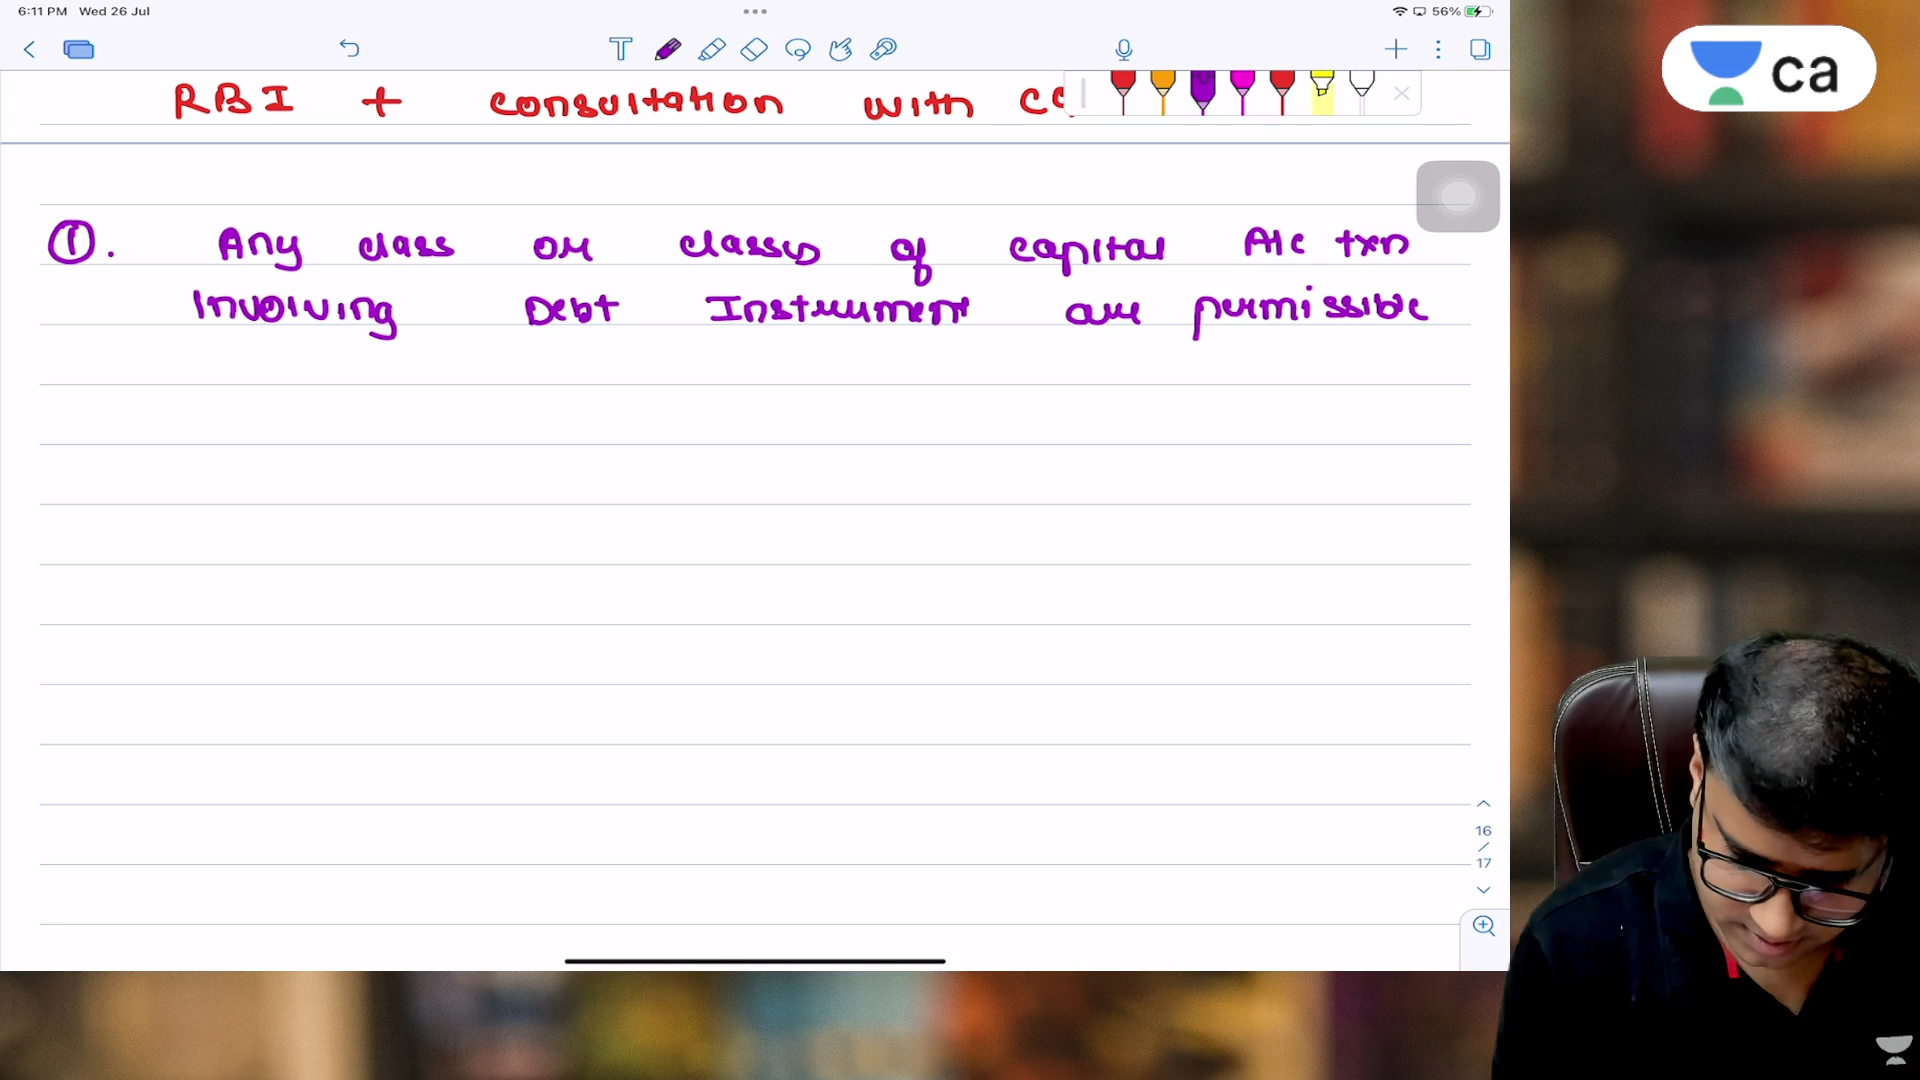 6:11 PM Wed 26 Jul
56%
ca
RBI + consultation with
①. Any class or classes of capital A/c txn
Involving Debt Instrument are permissible
16
/
17